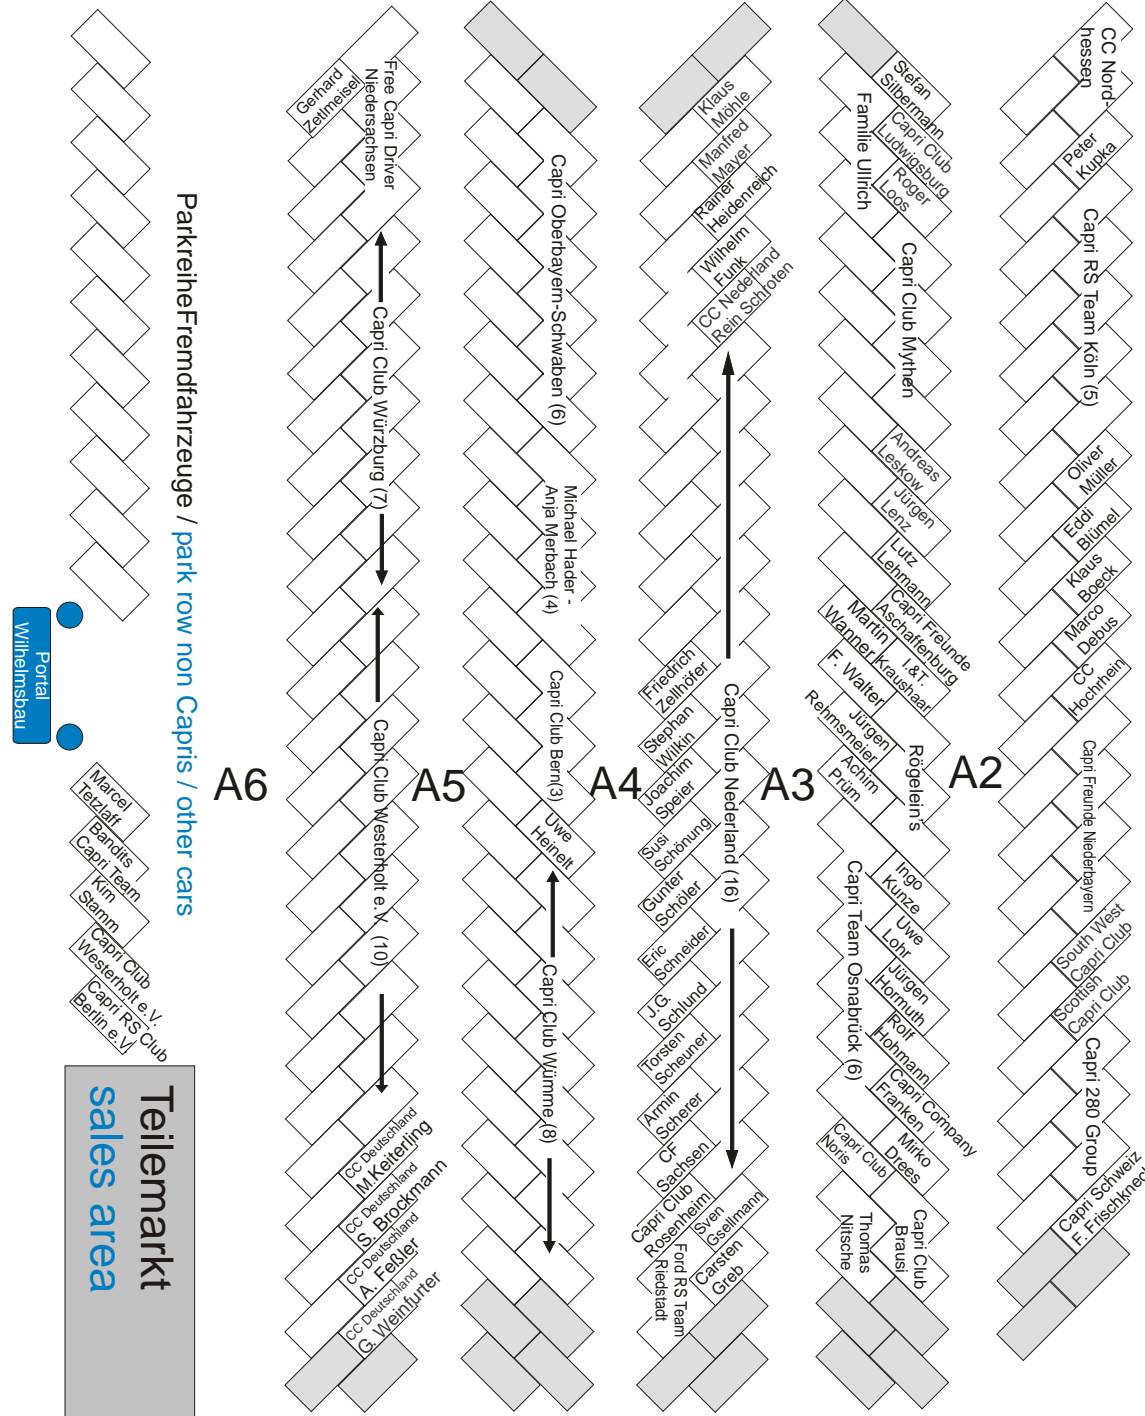 CC Nord-
hessen
Peter
Kupka
Capri RS Team Köln (5)
Oliver
Müller
Eddi
Blümel
Klaus
Boeck
Marco
Debus
CC
Hochrhein
Capri Freunde Niederbayern
South West
Capri Club
Scottish
Capri Club
Capri 280 Group
Capri Schweiz
F. Frischknecht
A2
Stefan
Silbermann
Capri Club
Ludwigsburg
Roger
Loos
Familie Ullrich
Capri Club Mythen
Andreas
Leskow
Jürgen
Lenz
Lutz
Lehmann
Capri Freunde
Aschaffenburg
I.&T.
Kraushaar
Martin
Wanner
F. Walter
Jürgen
Rehmsmeier
Achim
Prüm
Rögelein's
Ingo
Kunze
Uwe
Lohr
Jürgen
Hormuth
Rolf
Hohmann
Capri Company
Franken
Mirko
Drees
Capri Team Osnabrück (6)
Capri Club
Noris
Capri Club
Brausi
Thomas
Nitsche
A3
Klaus
Möhle
Manfred
Mayer
Rainer
Heidenreich
Wilhelm
Funk
CC Nederland
Rein Schroten
Capri Club Nederland (16)
Friedrich
Zellhöfer
Stephan
Wilkin
Joachim
Speier
Susi
Schönung
Gunter
Schöler
Eric
Schneider
J.G.
Schlund
Torsten
Scheuner
Armin
Scherer
CF
Sachsen
Capri Club
Rosenheim
Sven
Gsellmann
Carsten
Greb
Ford RS Team
Riedstadt
A4
Capri Oberbayern-Schwaben (6)
Michael Hader -
Anja Merbach (4)
Capri Club Bern(3)
Uwe
Heinelt
Capri Club Wümme (8)
A5
Free Capri Driver
Niedersachsen
Gerhard
Zetlmeisel
Capri Club Würzburg (7)
Capri Club Westerholt e.V. (10)
CC Deutschland
M.Keiterling
CC Deutschland
S. Brockmann
CC Deutschland
A. Feßler
CC Deutschland
G. Weinfurter
A6
ParkreiheFremdfahrzeuge / park row non Capris / other cars
Portal
Wilhelmsbau
Marcel
Tetzlaff
Bandits
Capri Team
Kim
Stamm
Capri Club
Westerholt e.V.
Capri RS Club
Berlin e.V
Teilemarkt
sales area